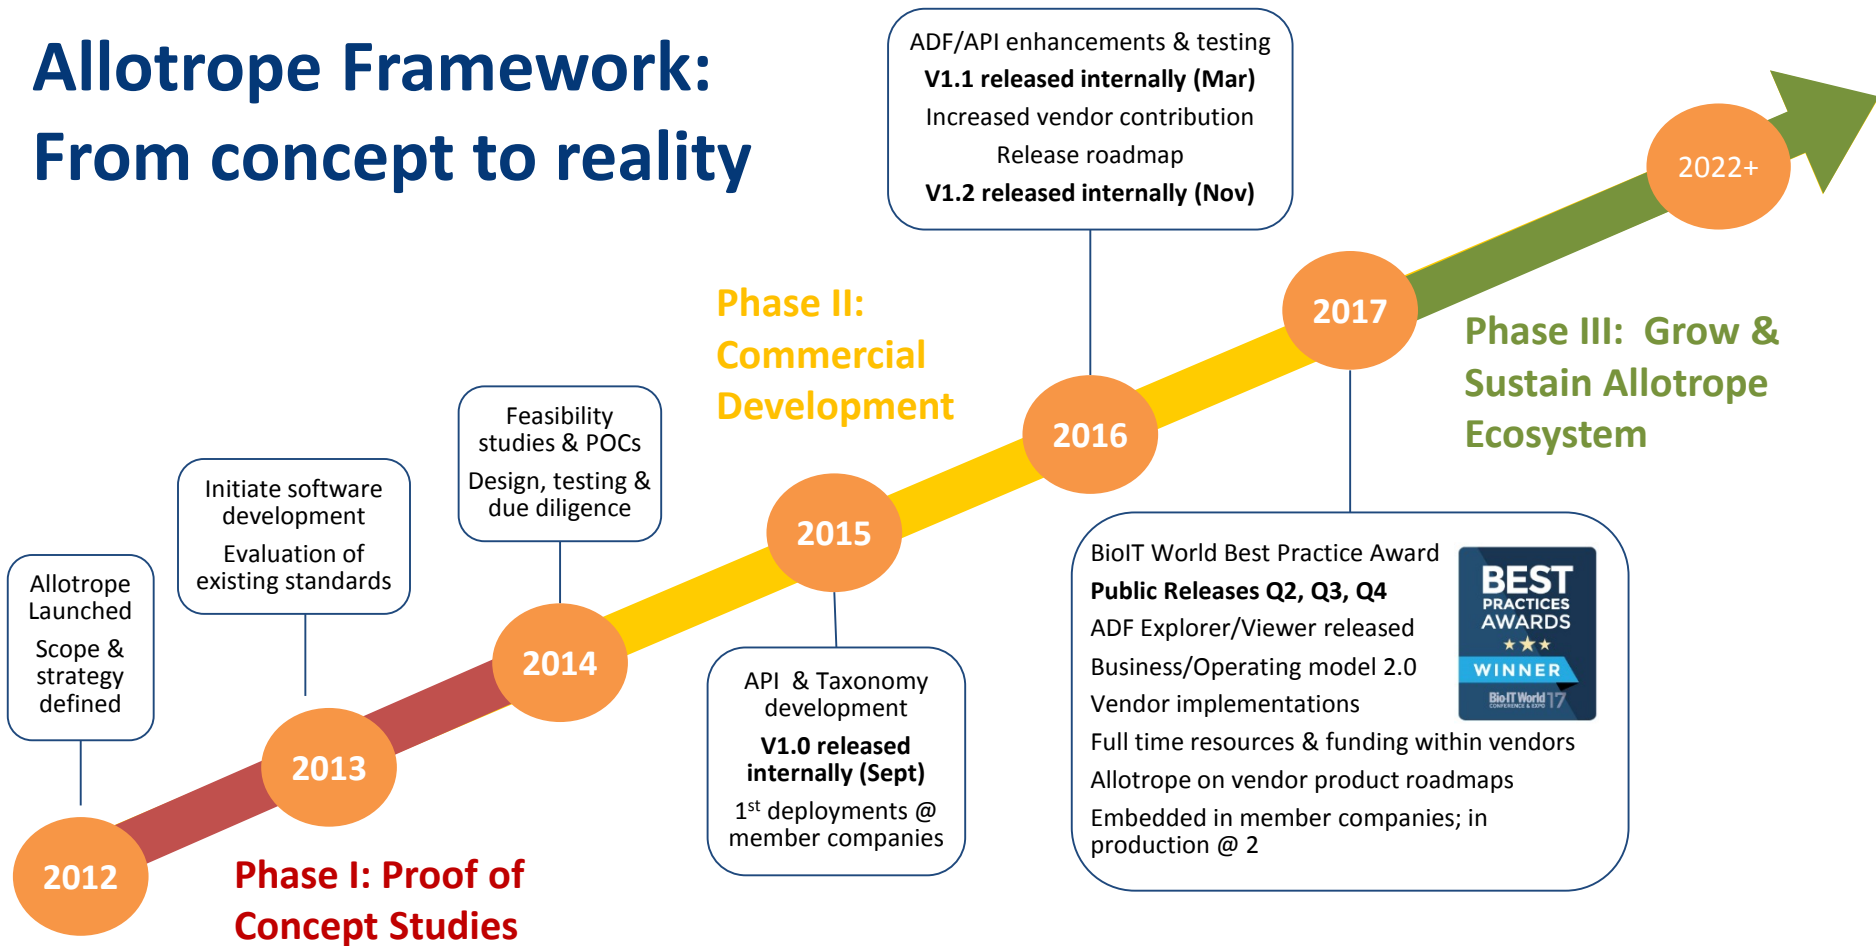 Allotrope Framework:
From concept to reality
ADF/API enhancements & testing
V1.1 released internally (Mar)
Increased vendor contribution
Release roadmap
V1.2 released internally (Nov)
2022+
2017
Phase II:
Commercial
Development
Phase III:  Grow &
Sustain Allotrope
Ecosystem
2016
Feasibility
studies & POCs
Design, testing &
due diligence
Initiate software
development
Evaluation of
existing standards
2015
Allotrope
Launched
Scope &
strategy
defined
BioIT World Best Practice Award
Public Releases Q2, Q3, Q4
ADF Explorer/Viewer released
Business/Operating model 2.0
Vendor implementations
Full time resources & funding within vendors
Allotrope on vendor product roadmaps
Embedded in member companies; in
production @ 2
BEST
PRACTICES
AWARDS
WINNER
Bio-IT World 17
CONFERENCE & EXPO
2014
API  & Taxonomy
development
V1.0 released
internally (Sept)
1st deployments @
member companies
2013
2012
Phase I: Proof of
Concept Studies